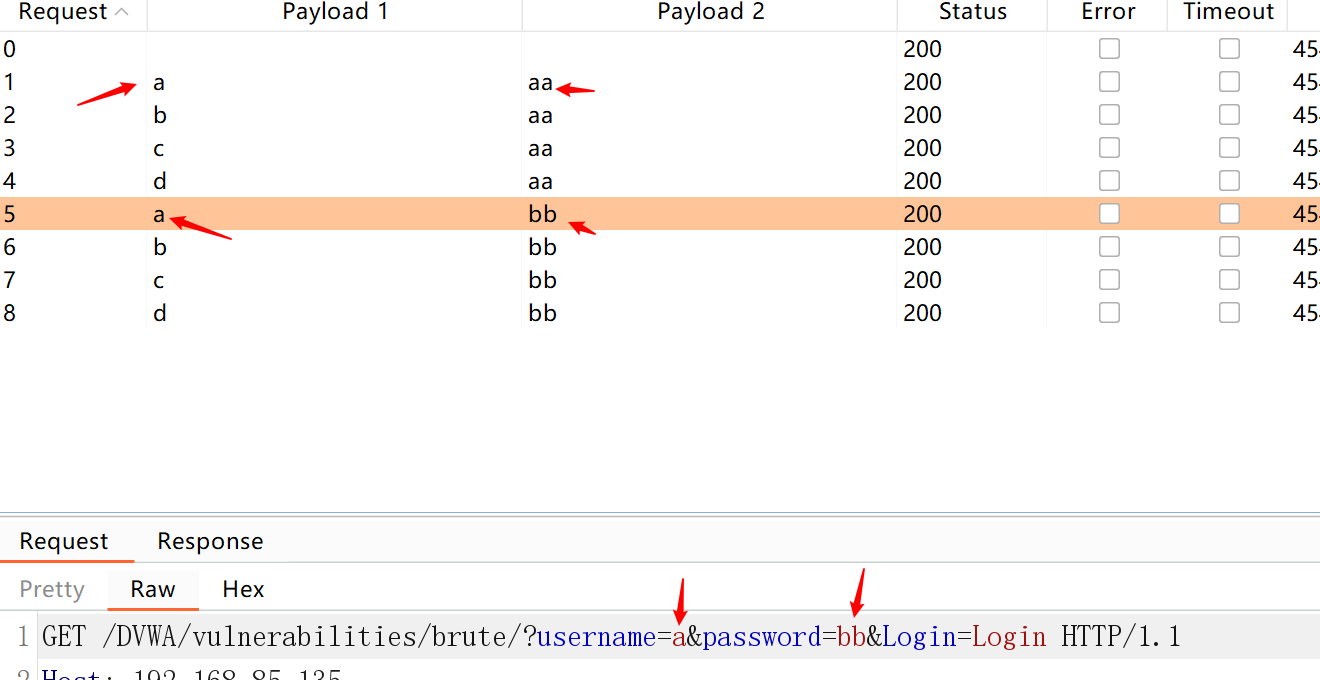 Request Payload 1 Payload 2 Status Error Timeout
0 200 45
1 a aa 200 45
2 b aa 200 45
3 c aa 200 45
4 d aa 200 45
5 a bb 200 45
6 b bb 200 45
7 c bb 200 45
8 d bb 200 45
Request Response
Pretty Raw Hex
1 GET /DVWA/vulnerabilities/brute/?username=a&password=bb&Login=Login HTTP/1.1
2 Host: 192.168.85.135